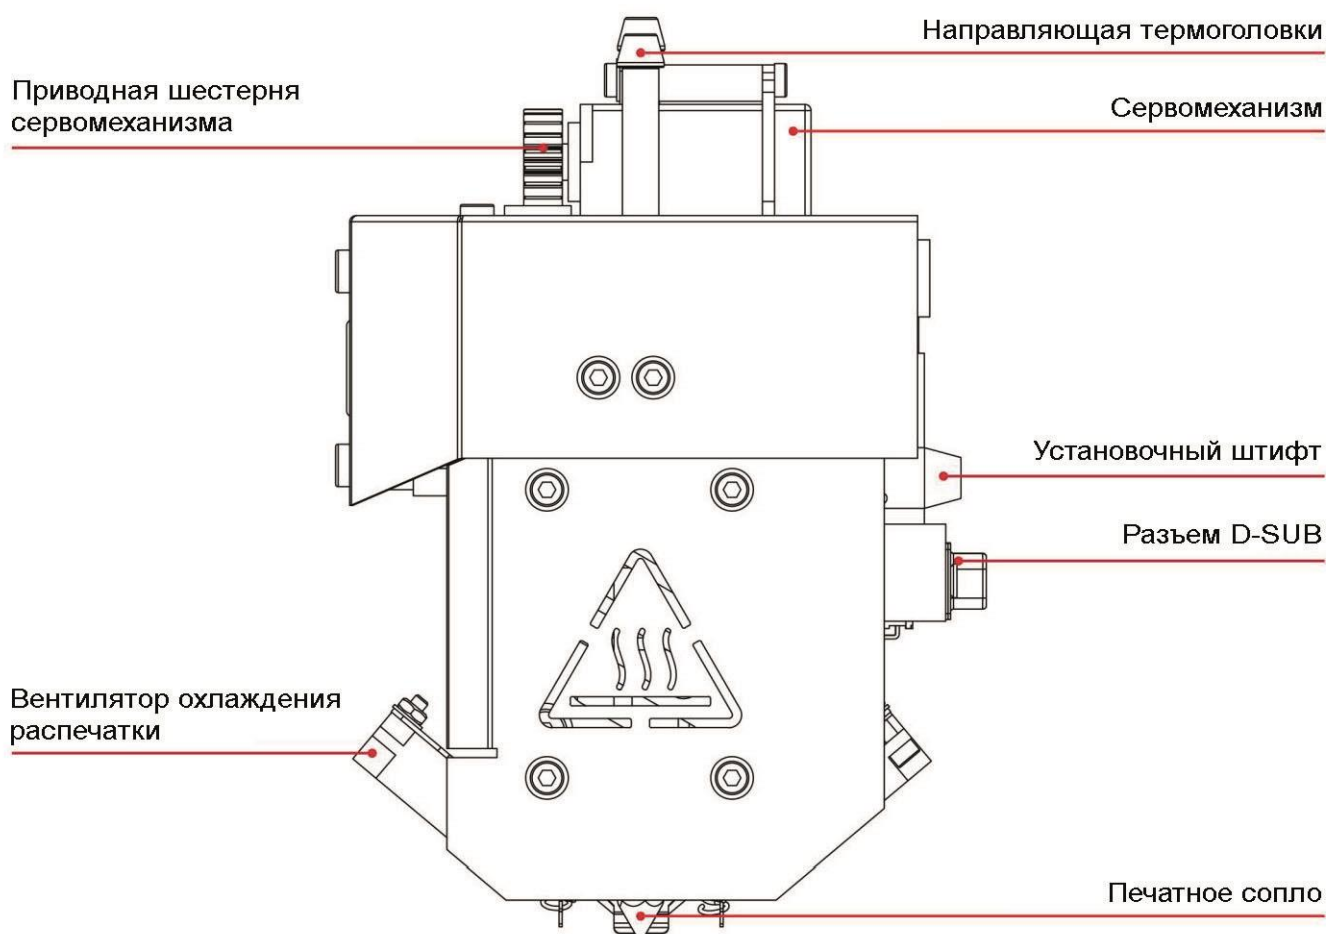 Направляющая термоголовки
Приводная шестерня
сервомеханизма
Сервомеханизм
Установочный штифт
Разъем D-SUB
Вентилятор охлаждения
распечатки
Печатное сопло